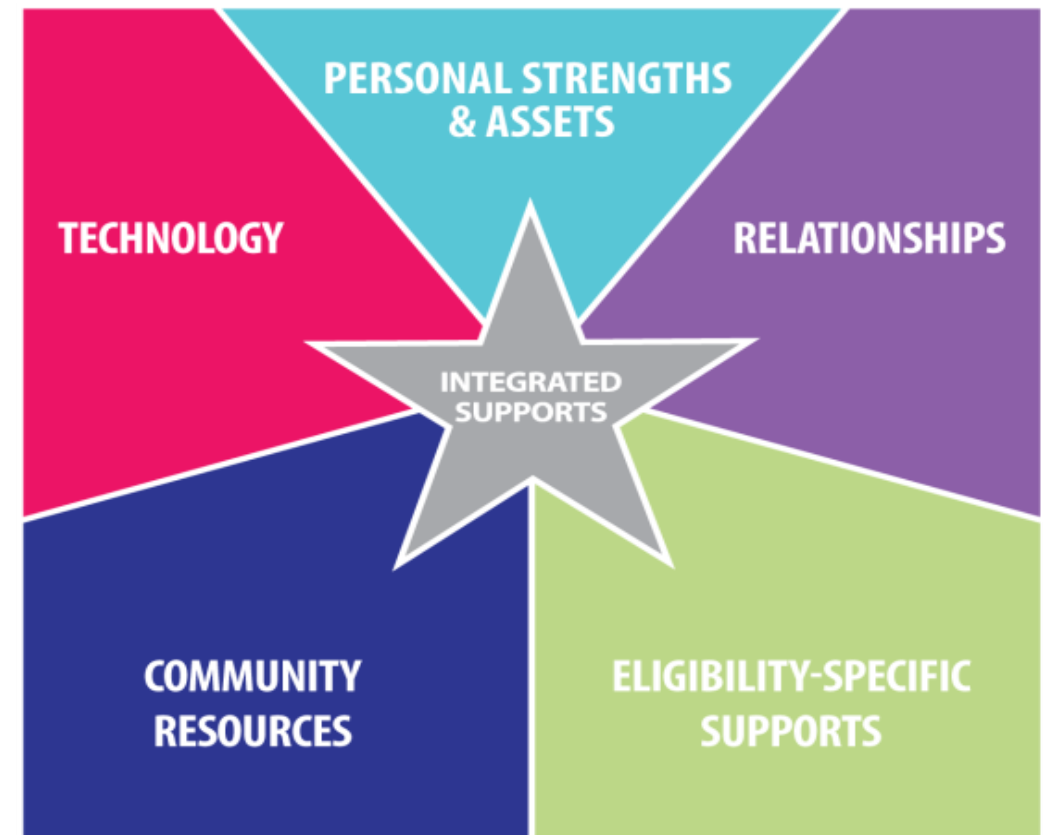 PERSONAL STRENGTHS
& ASSETS
TECHNOLOGY
RELATIONSHIPS
INTEGRATED
SUPPORTS
COMMUNITY
RESOURCES
ELIGIBILITY-SPECIFIC
SUPPORTS